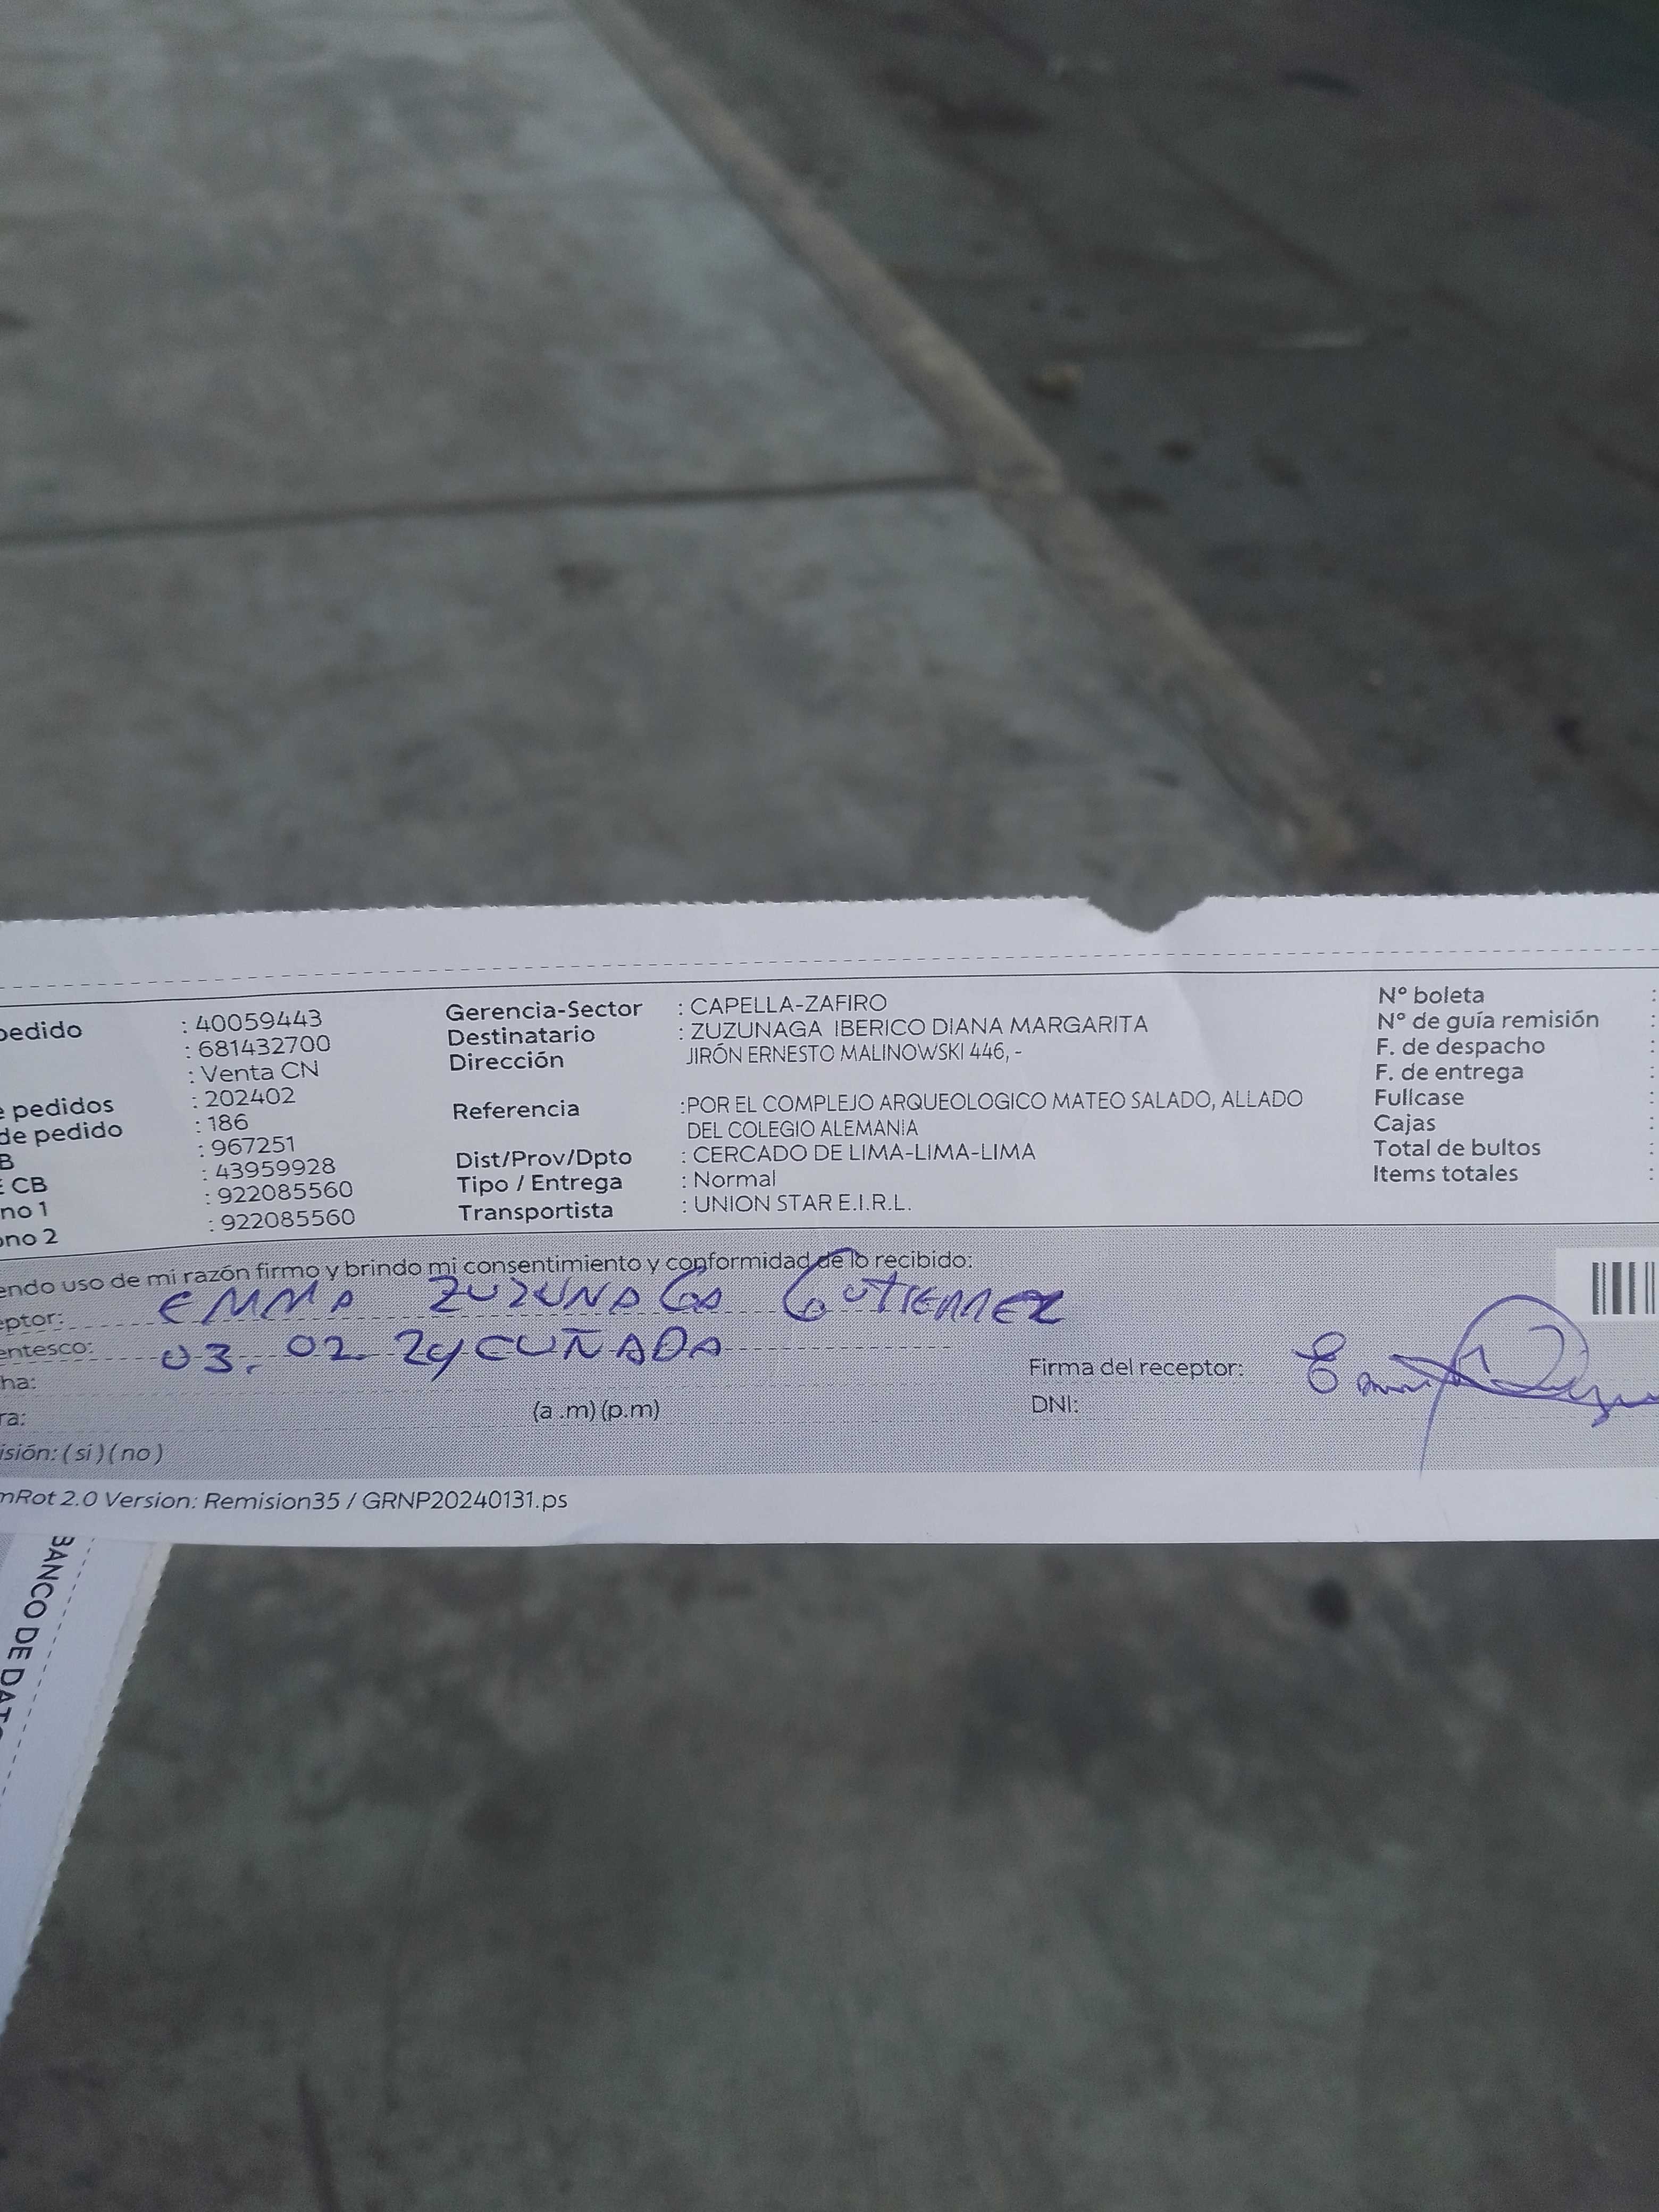 pedido : 40059443
: 681432700
: Venta CN
e pedidos : 202402
de pedido : 186
B : 967251
E CB : 43959928
no 1 : 922085560
ono 2 : 922085560
Gerencia-Sector : CAPELLA-ZAFIRO
Destinatario : ZUZUNAGA IBERICO DIANA MARGARITA
Dirección JIRÓN ERNESTO MALINOWSKI 446, -
Referencia :POR EL COMPLEJO ARQUEOLOGICO MATEO SALADO, ALLADO
DEL COLEGIO ALEMANIA
Dist/Prov/Dpto : CERCADO DE LIMA-LIMA-LIMA
Tipo / Entrega : Normal
Transportista : UNION STAR E.I.R.L.
N° boleta :
N° de guía remisión :
F. de despacho :
F. de entrega :
Fullcase :
Cajas :
Total de bultos :
Items totales :
endo uso de mi razón firmo y brindo mi consentimiento y conformidad de lo recibido:
eptor: EMMA ZUZUNAGA GUTIERREZ
entesco: 03. 02. 24 CUÑADA
ha:
ra: (a .m) (p.m)
isión: ( si ) ( no )
Firma del receptor:
DNI:
mRot 2.0 Version: Remision35 / GRNP20240131.ps
BANCO DE DAT